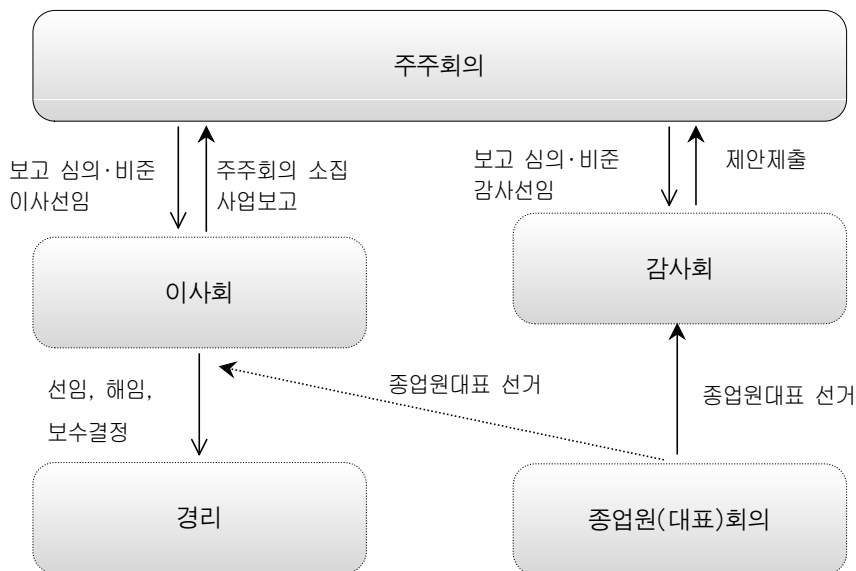 주주회의
보고 심의·비준
이사선임
주주회의 소집
사업보고
보고 심의·비준
감사선임
제안제출
이사회
감사회
선임, 해임,
보수결정
종업원대표 선거
종업원대표 선거
경리
종업원(대표)회의